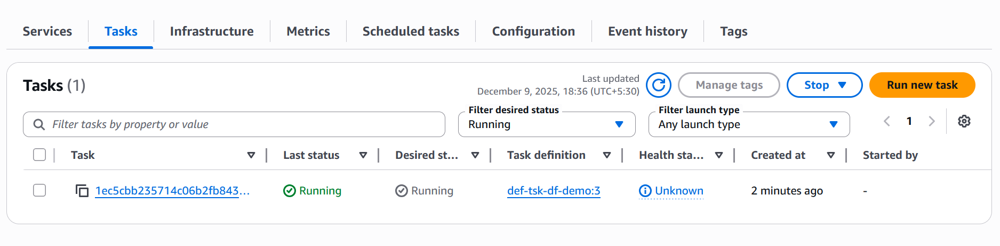 Services Tasks Infrastructure Metrics Scheduled tasks Configuration Event history Tags
Tasks (1)
Last updated
December 9, 2025, 18:36 (UTC+5:30)
Manage tags
Stop
Run new task
Filter tasks by property or value
Filter desired status
Running
Filter launch type
Any launch type
1
Task Last status Desired st... Task definition Health sta... Created at Started by
1ec5cbb235714c06b2fb843... Running Running def-tsk-df-demo:3 Unknown 2 minutes ago -